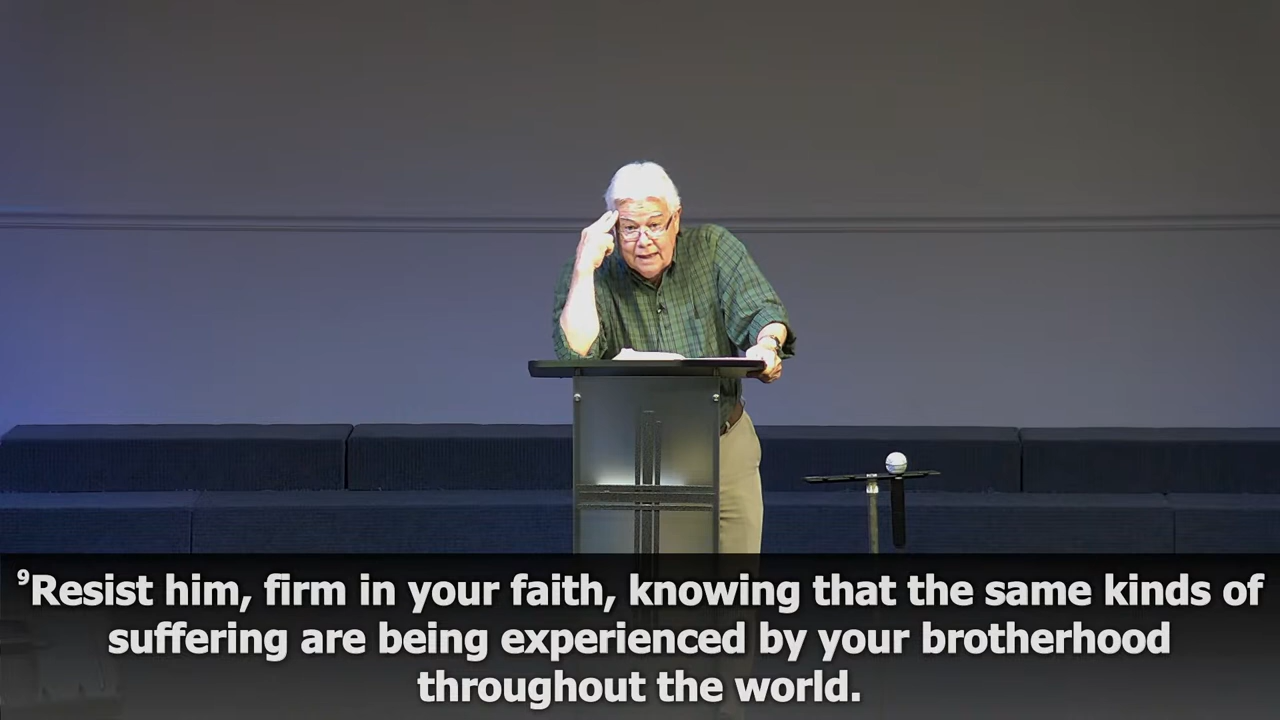 ⁹Resist him, firm in your faith, knowing that the same kinds of
suffering are being experienced by your brotherhood
throughout the world.